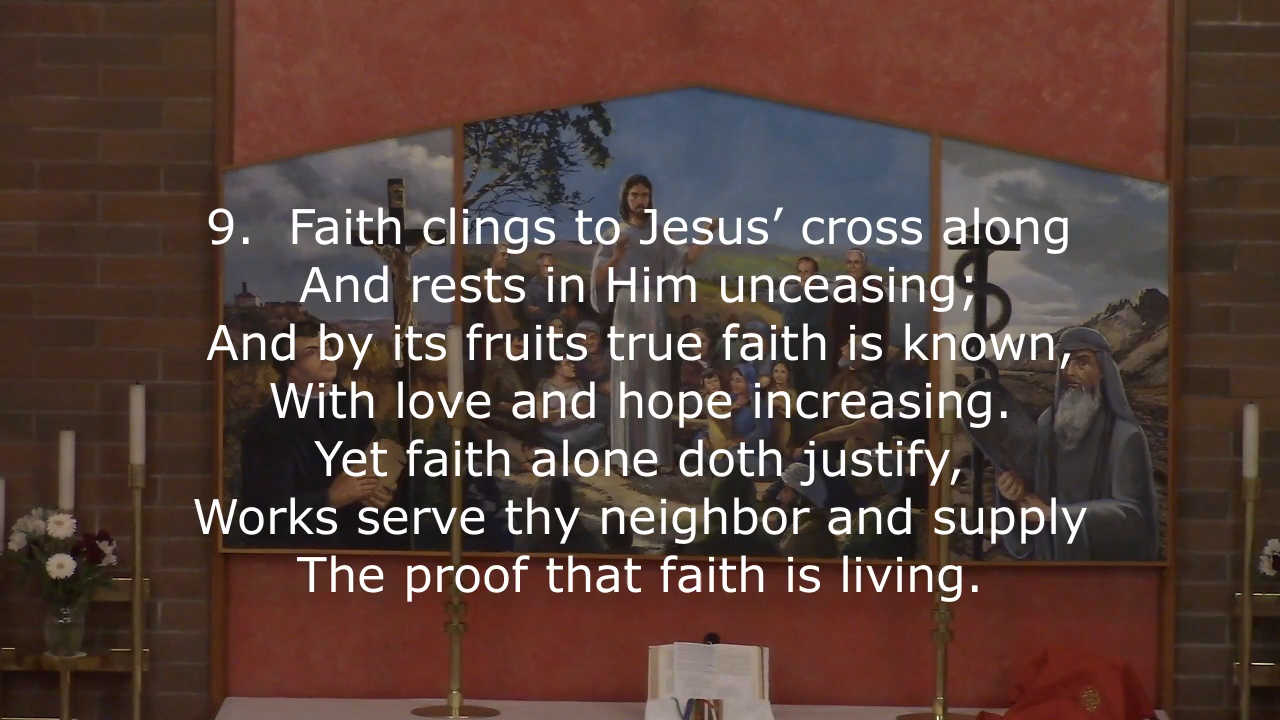 9.  Faith clings to Jesus’ cross along
And rests in Him unceasing;
And by its fruits true faith is known,
With love and hope increasing.
Yet faith alone doth justify,
Works serve thy neighbor and supply
The proof that faith is living.